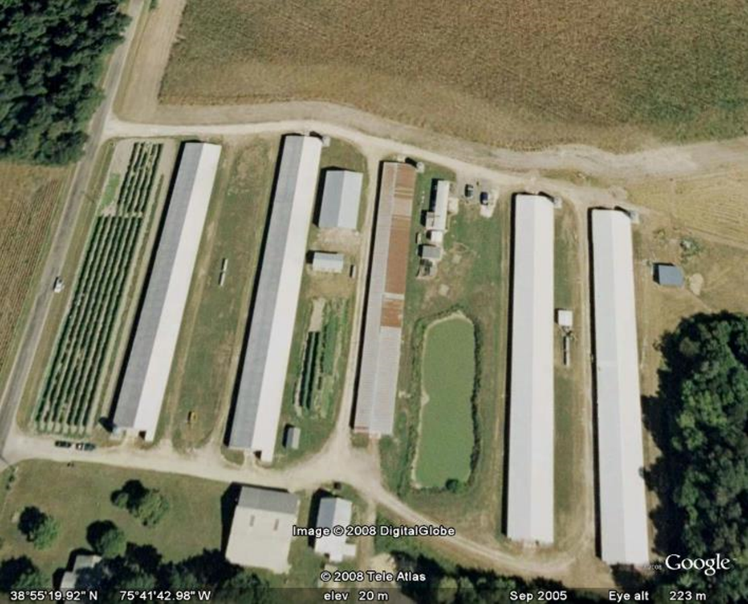 Image © 2008 DigitalGlobe
© 2008 Tele Atlas
©2008 Google
38°55'19.92" N 75°41'42.98" W elev 20 m Sep 2005 Eye alt 223 m